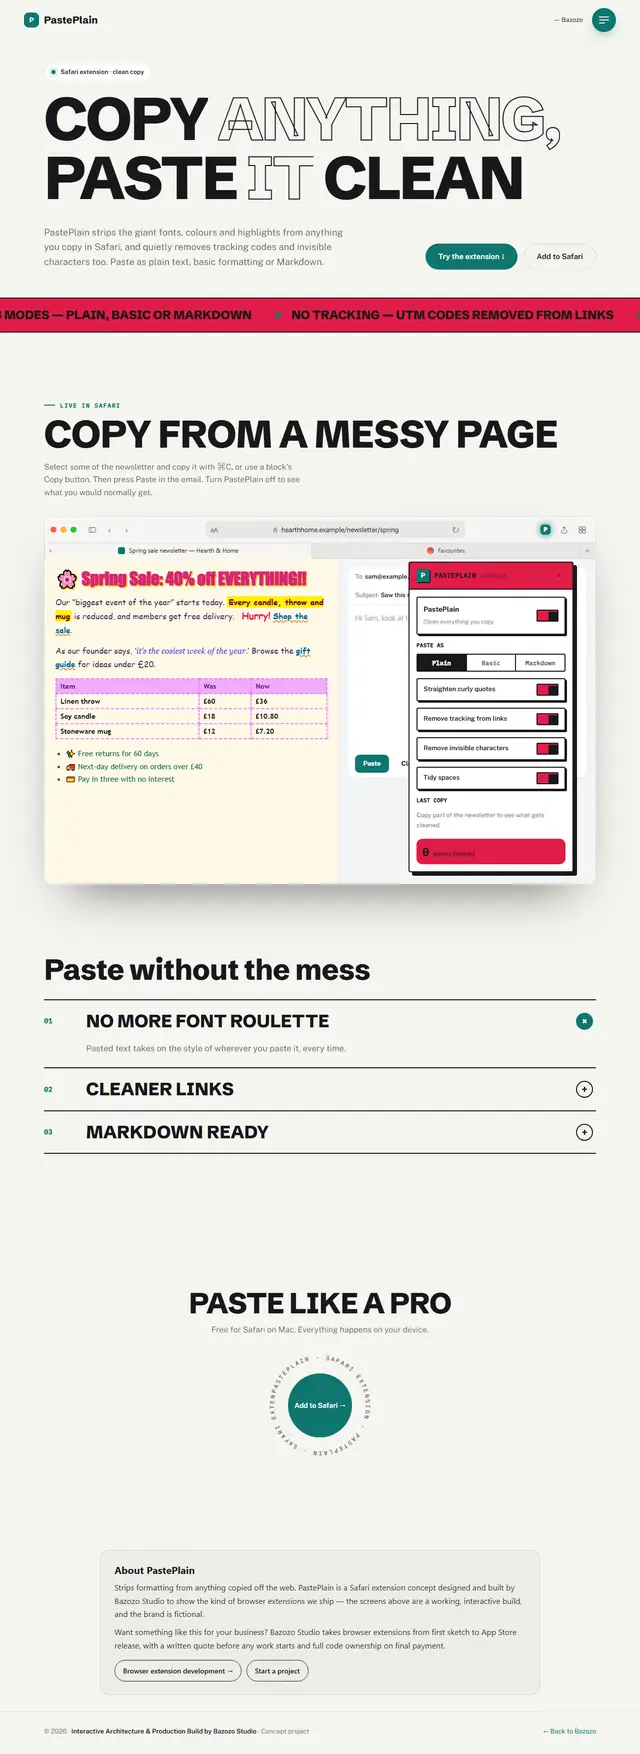 P PastePlain
← Bazozo
Safari extension · clean copy
COPY ANYTHING,
PASTE IT CLEAN
PastePlain strips the giant fonts, colours and highlights from anything
you copy in Safari, and quietly removes tracking codes and invisible
characters too. Paste as plain text, basic formatting or Markdown.
Try the extension ↓
Add to Safari
MODES — PLAIN, BASIC OR MARKDOWN
NO TRACKING — UTM CODES REMOVED FROM LINKS
LIVE IN SAFARI
COPY FROM A MESSY PAGE
Select some of the newsletter and copy it with ⌘C, or use a block's
Copy button. Then press Paste in the email. Turn PastePlain off to see
what you would normally get.
aA
hearthhome.example/newsletter/spring
P
Spring sale newsletter — Hearth & Home
Favourites
🌸 Spring Sale: 40% off EVERYTHING!!
Our "biggest event of the year" starts today. Every candle, throw and
mug is reduced, and members get free delivery. Hurry! Shop the
sale.
As our founder says, 'it's the cosiest week of the year.' Browse the gift
guide for ideas under £20.
Item Was Now
Linen throw £60 £36
Soy candle £18 £10.80
Stoneware mug £12 £7.20
• Free returns for 60 days
• Next-day delivery on orders over £40
• Pay in three with no interest
To: sam@example.
Subject: Saw this
Hi Sam, look at
Paste
P PASTEPLAIN
PastePlain
Clean everything you copy
PASTE AS
Plain
Basic
Markdown
Straighten curly quotes
Remove tracking from links
Remove invisible characters
Tidy spaces
LAST COPY
Copy part of the newsletter to see what gets
cleaned.
0
Paste without the mess
01 NO MORE FONT ROULETTE
Pasted text takes on the style of wherever you paste it, every time.
02 CLEANER LINKS +
03 MARKDOWN READY +
PASTE LIKE A PRO
Free for Safari on Mac. Everything happens on your device.
PASTEPLAIN · SAFARI EXTENSION · PASTEPLAIN · SAFARI EXTEN
Add to Safari →
About PastePlain
Strips formatting from anything copied off the web. PastePlain is a Safari extension concept designed and built by
Bazozo Studio to show the kind of browser extensions we ship — the screens above are a working, interactive build,
and the brand is fictional.
Want something like this for your business? Bazozo Studio takes browser extensions from first sketch to App Store
release, with a written quote before any work starts and full code ownership on final payment.
Browser extension development →
Start a project
© 2026 · Interactive Architecture & Production Build by Bazozo Studio · Concept project
← Back to Bazozo